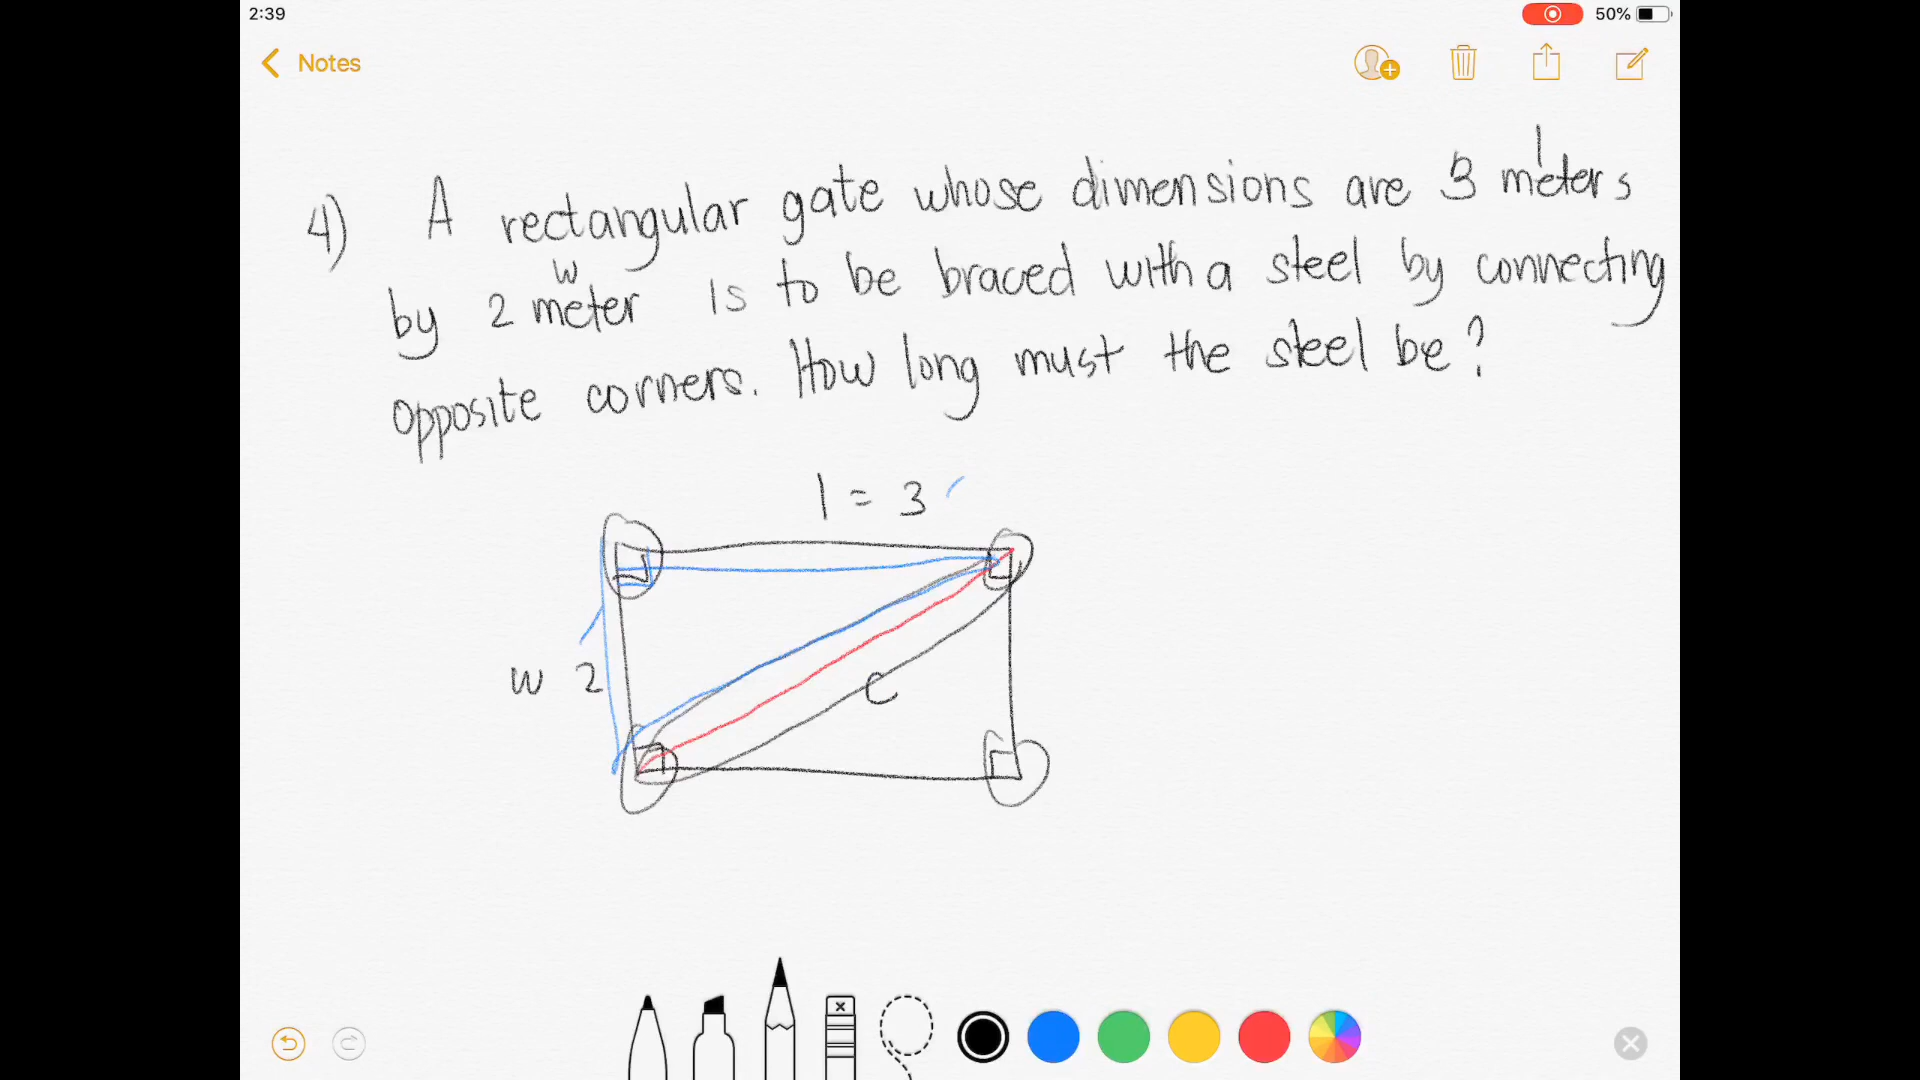 2:39
50%
Notes
l
4) A rectangular gate whose dimensions are 3 meters
w
by 2 meter is to be braced with a steel by connecting
opposite corners. How long must the steel be?
l = 3
w 2
C